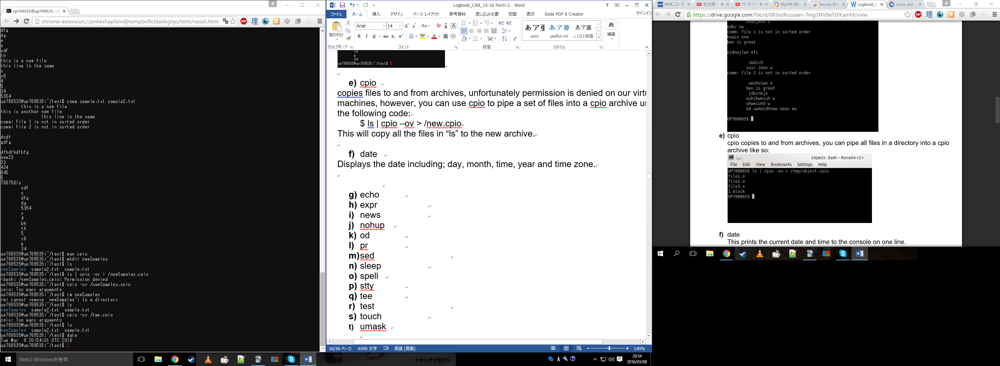 up769535@up769535: ~/t
chrome-extension://pnhechapfaindjhompbnflcldabbghjo/html/nassh.html
dfg
dg
e
s
sdf
th
this is a new file
this line is the same
y
y6
4
5
34
5354
up769535@up769535:~/test$ comm sample.txt sample2.txt
this is a new file
this is another new file
this line is the same
comm: file 1 is not in sorted order
comm: file 2 is not in sorted order
dsdf
gdfg
dfhdfhdfhfg
qwe23
23
434
645
5
756756ls
sdf
s
dfg
dg
5354
y
4
bh
th
5
y6
e
34
up769535@up769535:~/test$ man cpio
up769535@up769535:~/test$ mkdir newSamples
up769535@up769535:~/test$ ls
newSamples  sample2.txt  sample.txt
up769535@up769535:~/test$ ls | cpio -ov > /newSamples.cpio
-bash: /newSamples.cpio: Permission denied
up769535@up769535:~/test$ cpio -ov /newSamples.cpio
cpio: Too many arguments
up769535@up769535:~/test$ rm newSamples
rm: cannot remove `newSamples': Is a directory
up769535@up769535:~/test$ ls
newSamples  sample2.txt  sample.txt
up769535@up769535:~/test$ cpio -ov /tmp.cpio
cpio: Too many arguments
up769535@up769535:~/test$ ls
newSamples  sample2.txt  sample.txt
up769535@up769535:~/test$ date
Tue Mar  8 20:54:01 UTC 2016
up769535@up769535:~/test$
WebとWindowsを検索
Logbook_CAR_15-16-Term-2 - Word
ファイル ホーム 挿入 デザイン ページ レイアウト 参考資料 差し込み文書 校閲 表示 Soda PDF 8 Creator サインイン
貼り付け
Arial 14
あア亜 あア亜 あア亜
unix useful-rel リスト段落
編集
クリップボード フォント 段落 スタイル
y6
e
34
up769535@up769535:~/test$
e) cpio
copies files to and from archives, unfortunately permission is denied on our virtu
machines, however, you can use cpio to pipe a set of files into a cpio archive us
the following code:
$ ls | cpio –ov > /new.cpio
This will copy all the files in “ls” to the new archive.
f) date
Displays the date including; day, month, time, year and time zone.
g) echo
h) expr
i) news
j) nohup
k) od
l) pr
m) sed
n) sleep
o) spell
p) stty
q) tee
r) test
s) touch
t) umask
16/36 ページ 6590 文字 英語 (英国) 140%
©ヤングマガジン
20:54
2016/03/08
NHKニュース 氣志團 / バーテンダ MyVM (Bet Secure She Logbook_C Linux and U
https://drive.google.com/file/d/0B3vzRnzoaex-Tmg3NV9aTzFKamM/view
nkdsjbck s
odkc nw
comm: file 1 is not in sorted order
huais nna
ben is great
oidnojlwn efc
sbdich
suic iben w
comm: file 2 is not in sorted order
weuhoiwn e
ben is great
jdkcnkjs
euhihweiuh w
uhweiuhd w
ed uwheidhnow neon ew
UP780065$
e) cpio
cpio copies to and from archives, you can pipe all files in a directory into a cpio
archive like so:
objects : bash – Konsole <2>
File Edit View Bookmarks Settings Help
UP780065$ ls | cpio -ov > /tmp/object.cpio
file1.o
file2.o
file3.o
1 block
UP780065$
f) date
This prints the current date and time to the console on one line.